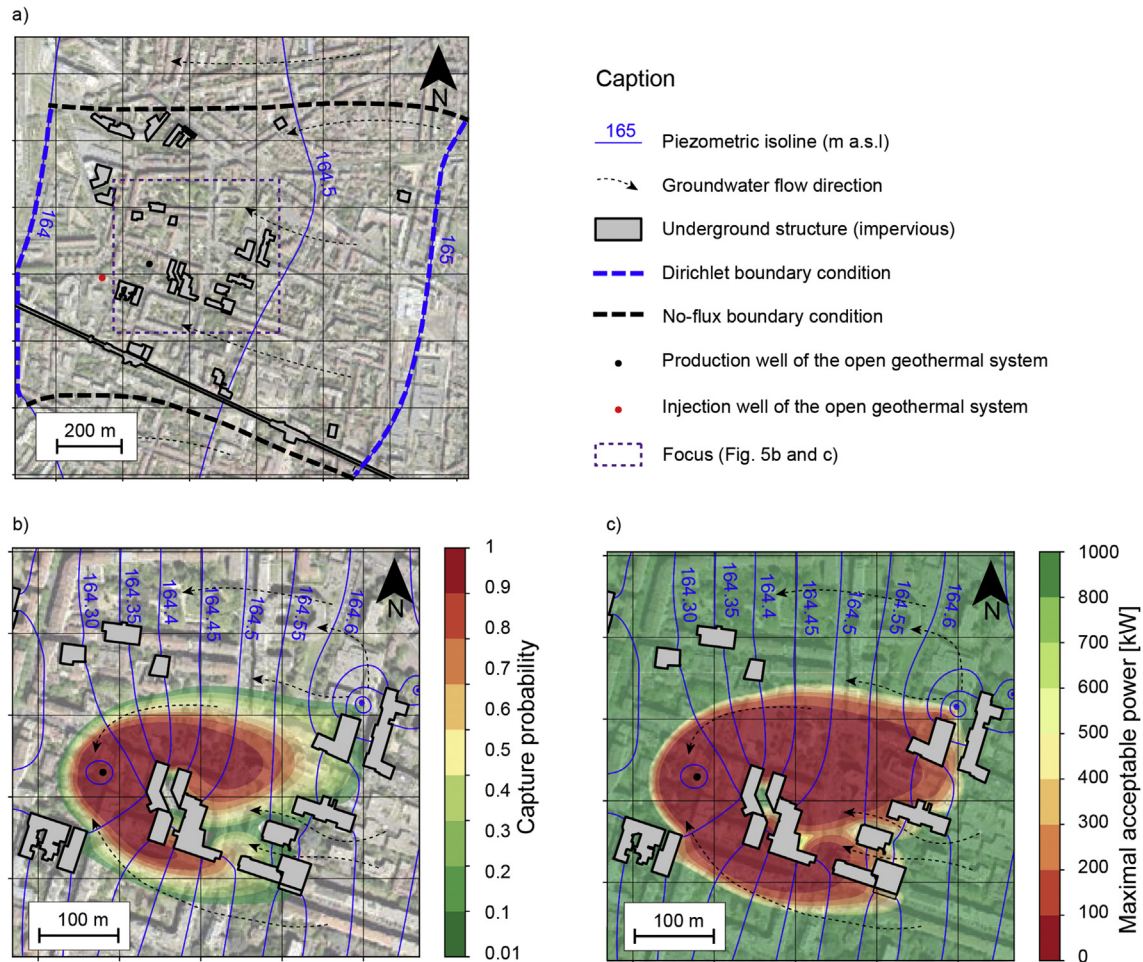 a)
N
164.5
164
165
200 m
Caption
165
Piezometric isoline (m a.s.l)
Groundwater flow direction
Underground structure (impervious)
Dirichlet boundary condition
No-flux boundary condition
Production well of the open geothermal system
Injection well of the open geothermal system
Focus (Fig. 5b and c)
b)
N
164.30
164.35
164.4
164.45
164.5
164.55
164.6
100 m
1
0.9
0.8
0.7
0.6
0.5
0.4
0.3
0.2
0.1
0.01
Capture probability
c)
N
164.30
164.35
164.4
164.45
164.5
164.55
164.6
100 m
1000
800
700
600
500
400
300
200
100
0
Maximal acceptable power [kW]